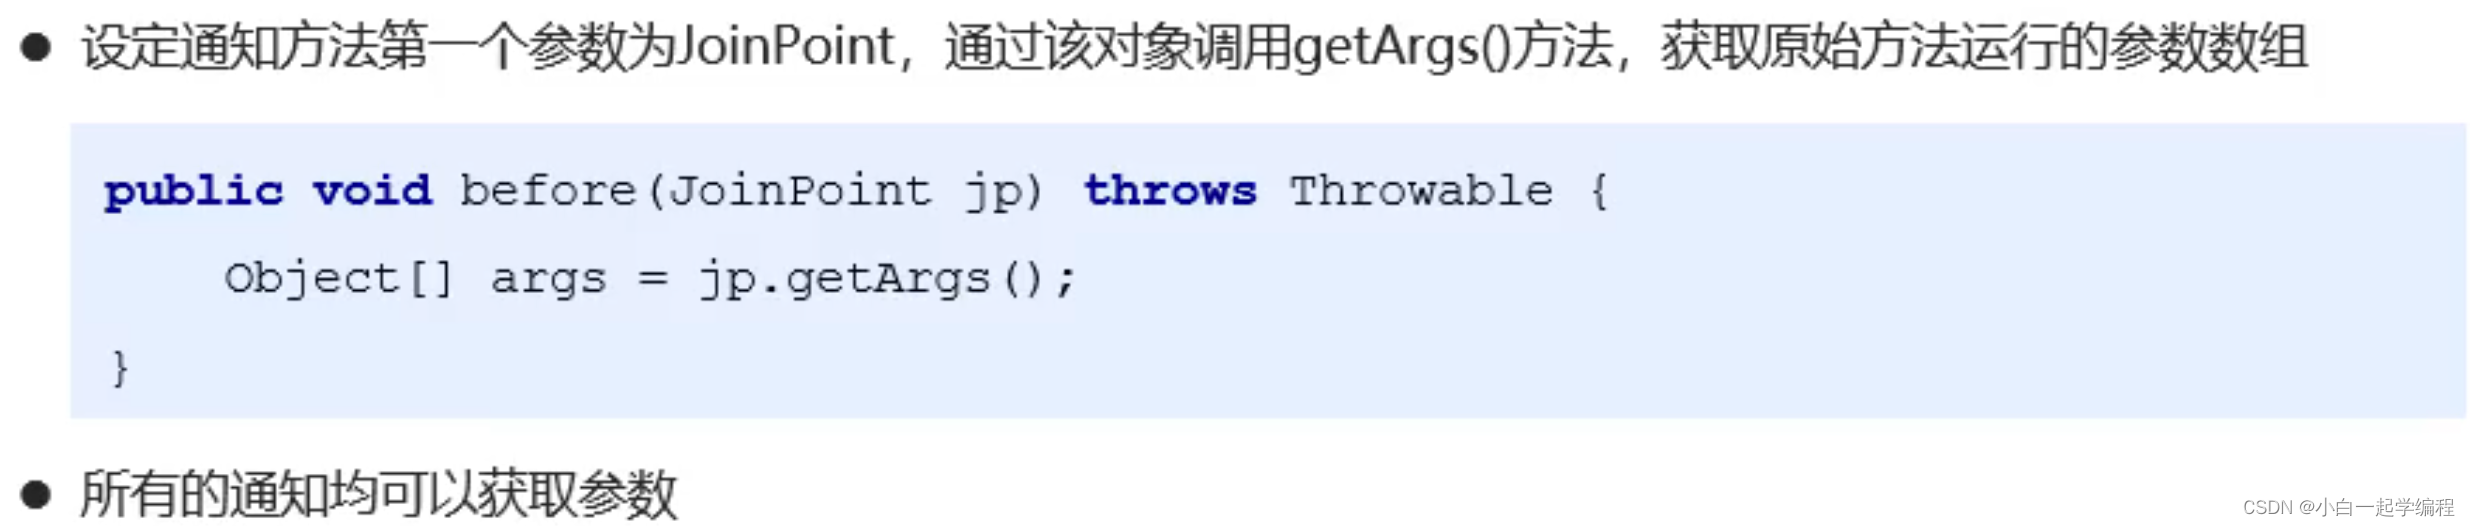 ● 设定通知方法第一个参数为JoinPoint，通过该对象调用getArgs()方法，获取原始方法运行的参数数组
public void before(JoinPoint jp) throws Throwable {
    Object[] args = jp.getArgs();
}
● 所有的通知均可以获取参数
CSDN @小白一起学编程